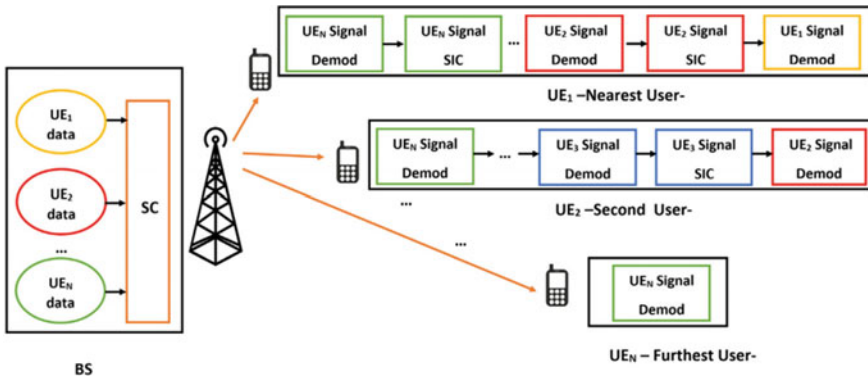 UE₁
data
UE₂
data
...
UEN
data
SC
BS
UEN Signal
Demod
UEN Signal
SIC
...
UE₂ Signal
Demod
UE₂ Signal
SIC
UE₁ Signal
Demod
UE₁ –Nearest User-
UEN Signal
Demod
...
UE₃ Signal
Demod
UE₃ Signal
SIC
UE₂ Signal
Demod
...
UE₂ –Second User-
...
UEN Signal
Demod
UEN – Furthest User-